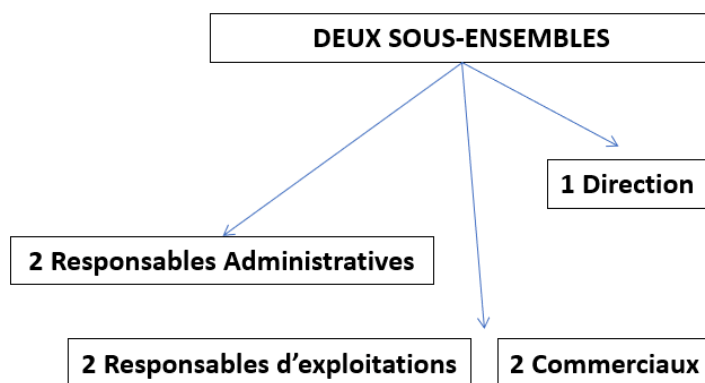 DEUX SOUS-ENSEMBLES
1 Direction
2 Responsables Administratives
2 Responsables d’exploitations
2 Commerciaux